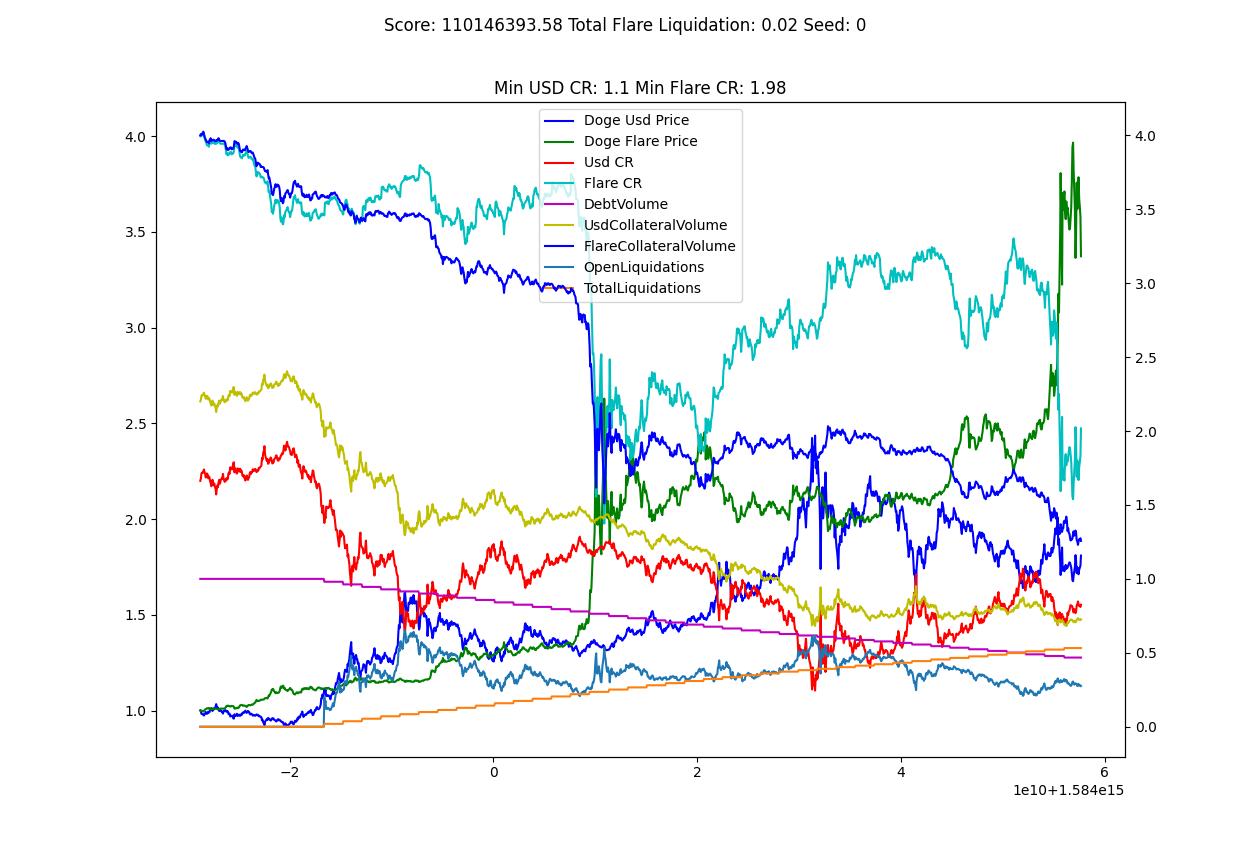 Score: 110146393.58 Total Flare Liquidation: 0.02 Seed: 0
Min USD CR: 1.1 Min Flare CR: 1.98
Doge Usd Price
Doge Flare Price
Usd CR
Flare CR
DebtVolume
UsdCollateralVolume
FlareCollateralVolume
OpenLiquidations
TotalLiquidations
4.0
3.5
3.0
2.5
2.0
1.5
1.0
4.0
3.5
3.0
2.5
2.0
1.5
1.0
0.5
0.0
−2
0
2
4
6
1e10+1.584e15